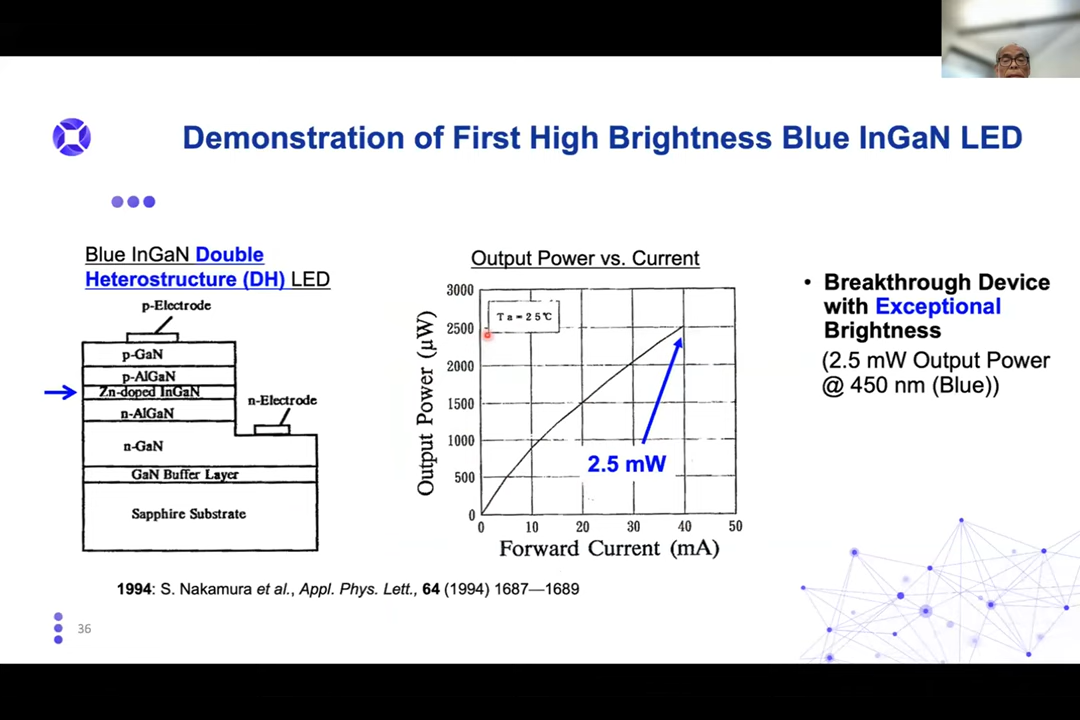 Demonstration of First High Brightness Blue InGaN LED
Blue InGaN Double
Heterostructure (DH) LED
p-Electrode
p-GaN
p-AlGaN
Zn-doped InGaN
n-AlGaN
n-Electrode
n-GaN
GaN Buffer Layer
Sapphire Substrate
Output Power vs. Current
Output Power (µW)
3000
2500
2000
1500
1000
500
0
Ta=25℃
2.5 mW
0 10 20 30 40 50
Forward Current (mA)
• Breakthrough Device
with Exceptional
Brightness
(2.5 mW Output Power
@ 450 nm (Blue))
1994: S. Nakamura et al., Appl. Phys. Lett., 64 (1994) 1687—1689
36